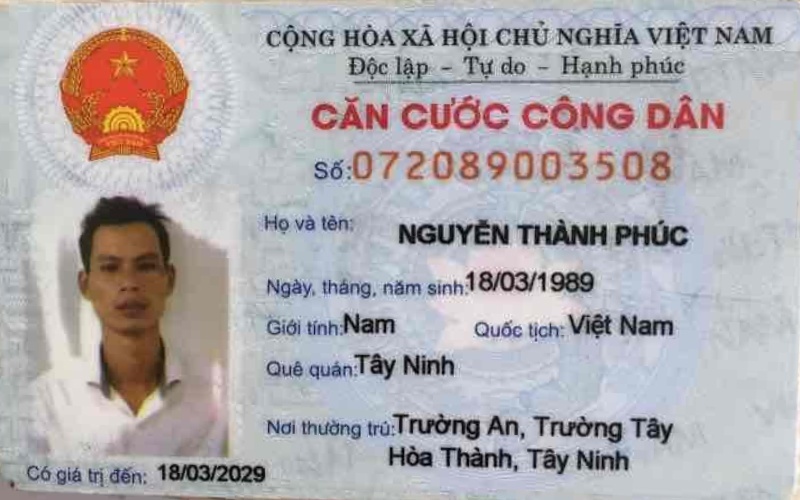 CỘNG HÒA XÃ HỘI CHỦ NGHĨA VIỆT NAM
Độc lập - Tự do - Hạnh phúc
CĂN CƯỚC CÔNG DÂN
Số:072089003508
Họ và tên: NGUYỄN THÀNH PHÚC
Ngày, tháng, năm sinh:18/03/1989
Giới tính:Nam Quốc tịch: Việt Nam
Quê quán:Tây Ninh
Nơi thường trú:Trường An, Trường Tây
Hòa Thành, Tây Ninh
Có giá trị đến: 18/03/2029